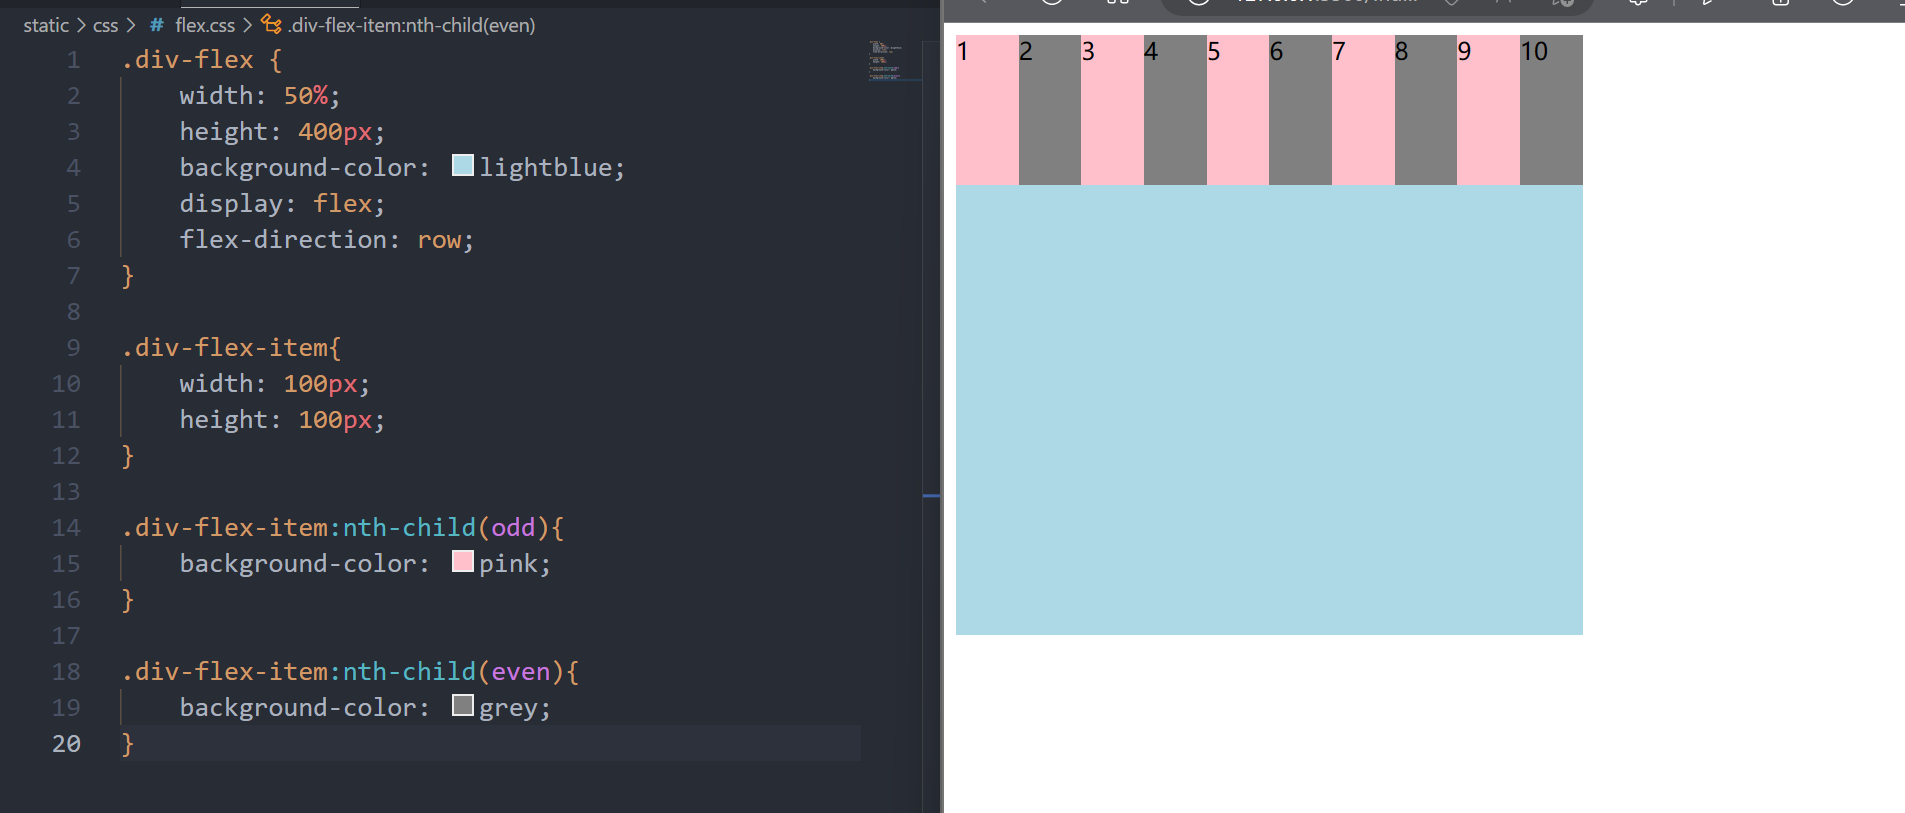 static > css > # flex.css > .div-flex-item:nth-child(even)
1 .div-flex {
2 width: 50%;
3 height: 400px;
4 background-color: lightblue;
5 display: flex;
6 flex-direction: row;
7 }
8
9 .div-flex-item{
10 width: 100px;
11 height: 100px;
12 }
13
14 .div-flex-item:nth-child(odd){
15 background-color: pink;
16 }
17
18 .div-flex-item:nth-child(even){
19 background-color: grey;
20 }
1 2 3 4 5 6 7 8 9 10